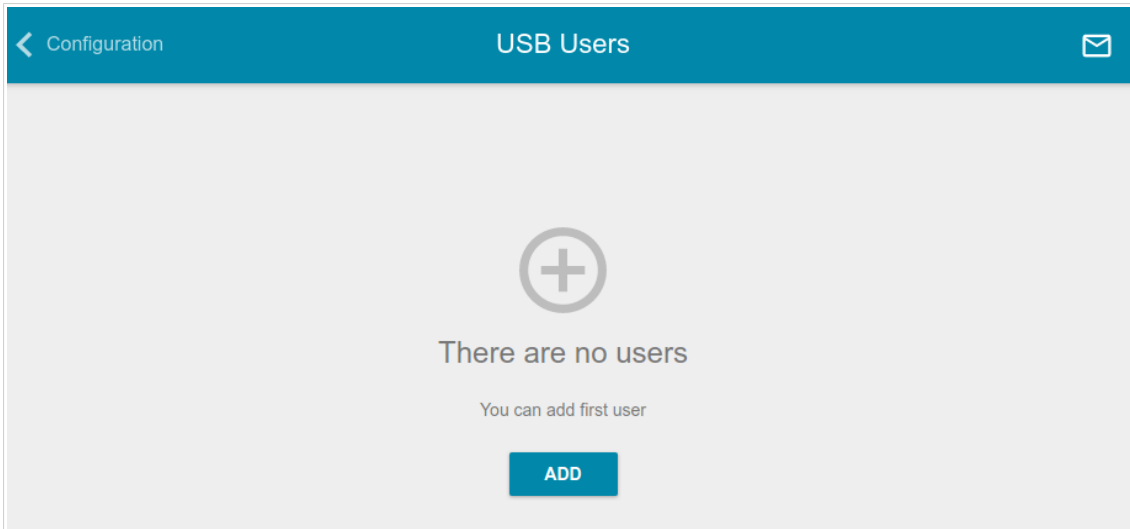 Configuration
USB Users
There are no users
You can add first user
ADD